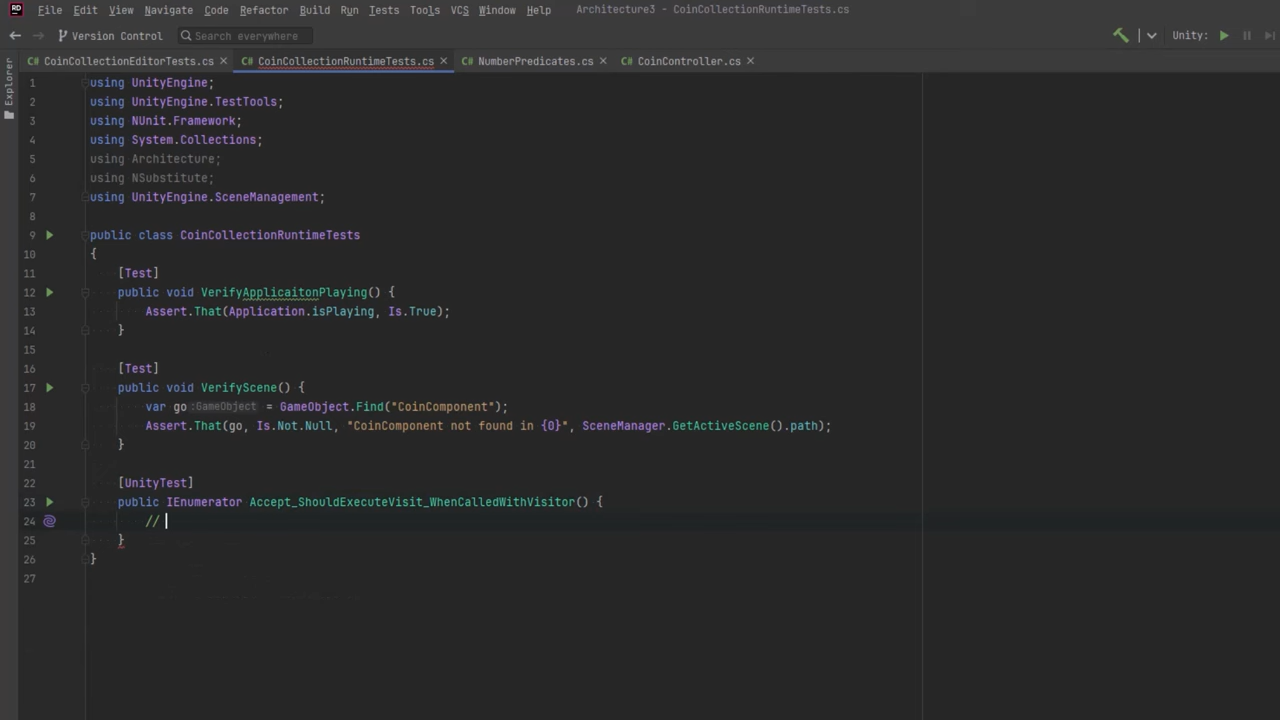 RD File Edit View Navigate Code Refactor Build Run Tests Tools VCS Window Help Architecture3 - CoinCollectionRuntimeTests.cs
Version Control Search everywhere Unity:
Explorer
C# CoinCollectionEditorTests.cs × C# CoinCollectionRuntimeTests.cs × C# NumberPredicates.cs × C# CoinController.cs ×
1 using UnityEngine;
2 using UnityEngine.TestTools;
3 using NUnit.Framework;
4 using System.Collections;
5 using Architecture;
6 using NSubstitute;
7 using UnityEngine.SceneManagement;
8
9 public class CoinCollectionRuntimeTests
10 {
11 [Test]
12 public void VerifyApplicaitonPlaying() {
13 Assert.That(Application.isPlaying, Is.True);
14 }
15
16 [Test]
17 public void VerifyScene() {
18 var go :GameObject = GameObject.Find("CoinComponent");
19 Assert.That(go, Is.Not.Null, "CoinComponent not found in {0}", SceneManager.GetActiveScene().path);
20 }
21
22 [UnityTest]
23 public IEnumerator Accept_ShouldExecuteVisit_WhenCalledWithVisitor() {
24 //
25 }
26 }
27